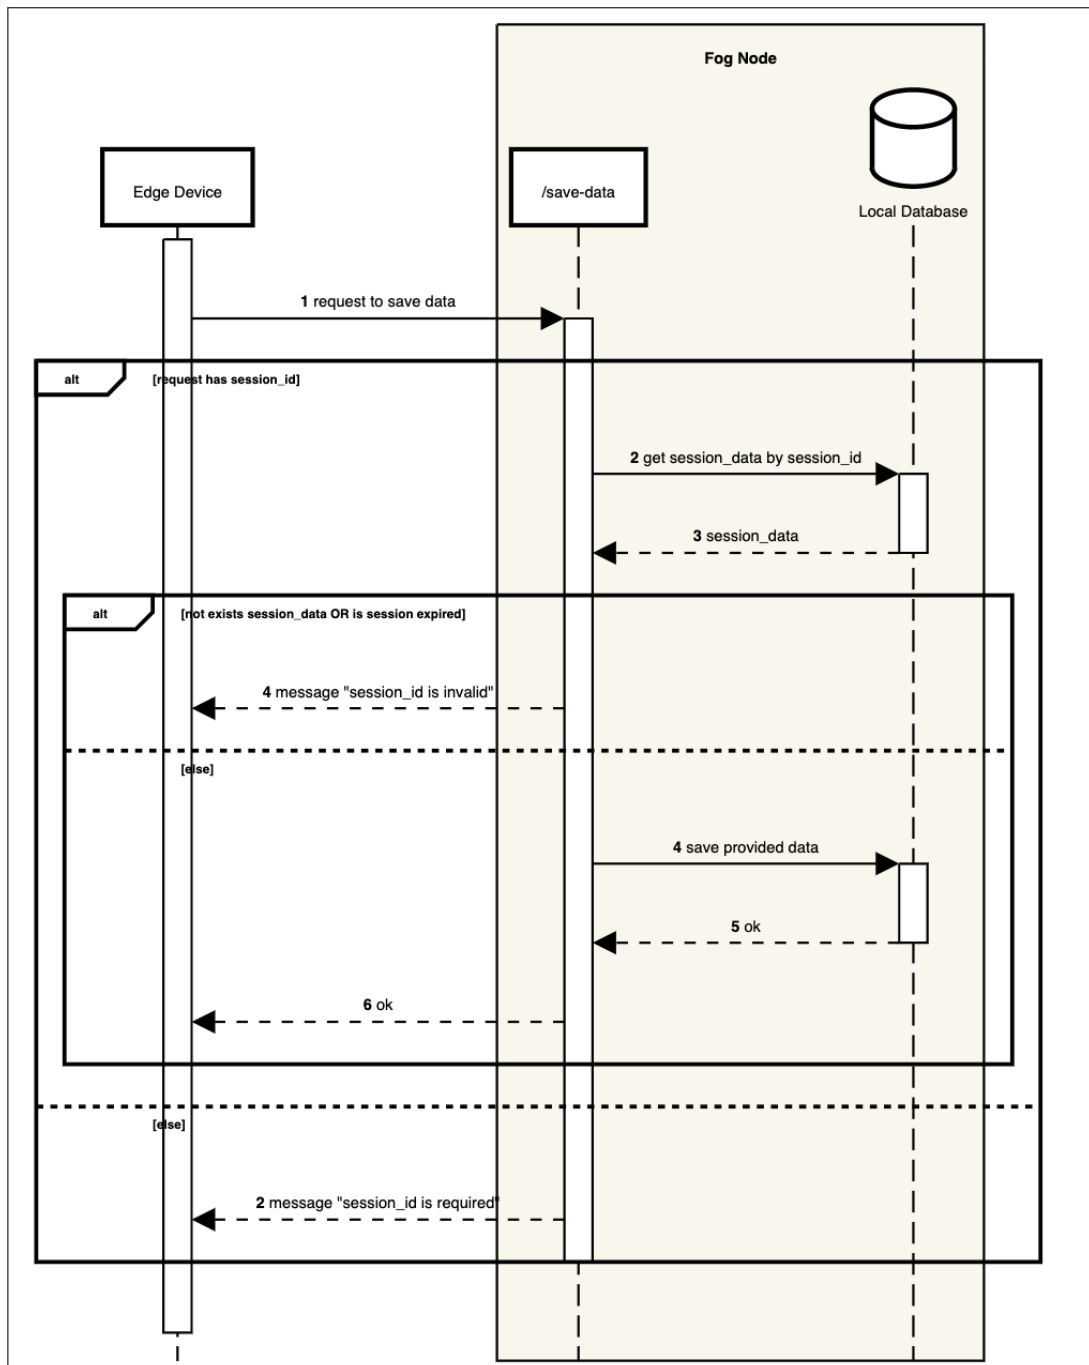 Fog Node
Edge Device
/save-data
Local Database
1 request to save data
alt
[request has session_id]
2 get session_data by session_id
3 session_data
alt
[not exists session_data OR is session expired]
4 message "session_id is invalid"
[else]
4 save provided data
5 ok
6 ok
[else]
2 message "session_id is required"